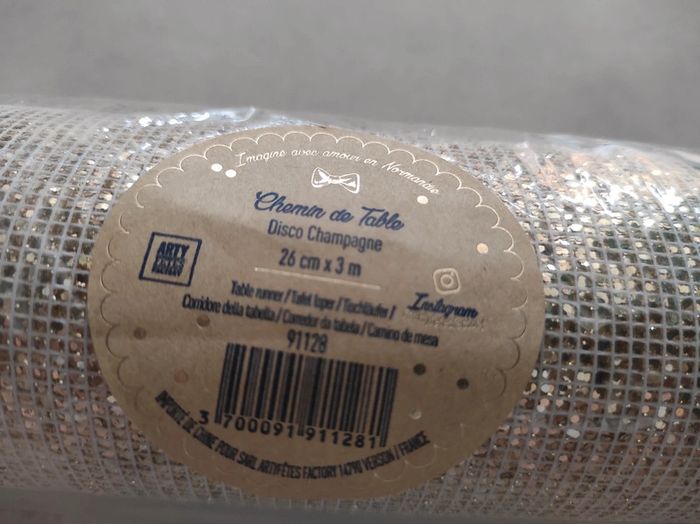 Imaginé avec amour en Normandie
Chemin de Table
Disco Champagne
26 cm x 3 m
ARTY
FÊTES
FACTORY
Instagram
Table runner / Tafel loper / Tischläufer /
Corridore della tabella / Corredor da tabela / Camino de mesa
91128
3 700091 911281
IMPORTÉ DE CHINE POUR SARL ARTYFÊTES FACTORY 14790 VERSON / FRANCE